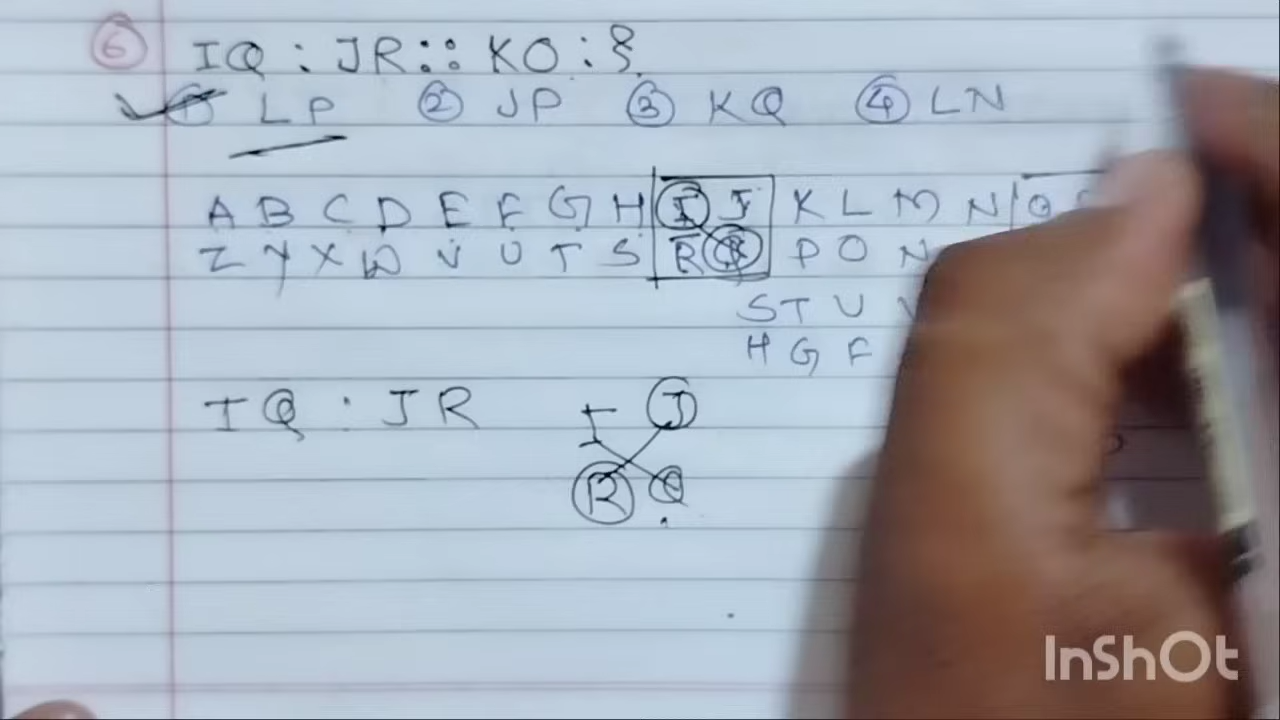 6 IQ : JR :: KO : ?
1 LP 2 JP 3 KQ 4 LN
A B C D E F G H I J K L M N O
Z Y X W V U T S R Q P O N
S T U V
H G F
IQ : JR I J
R Q
InShOt